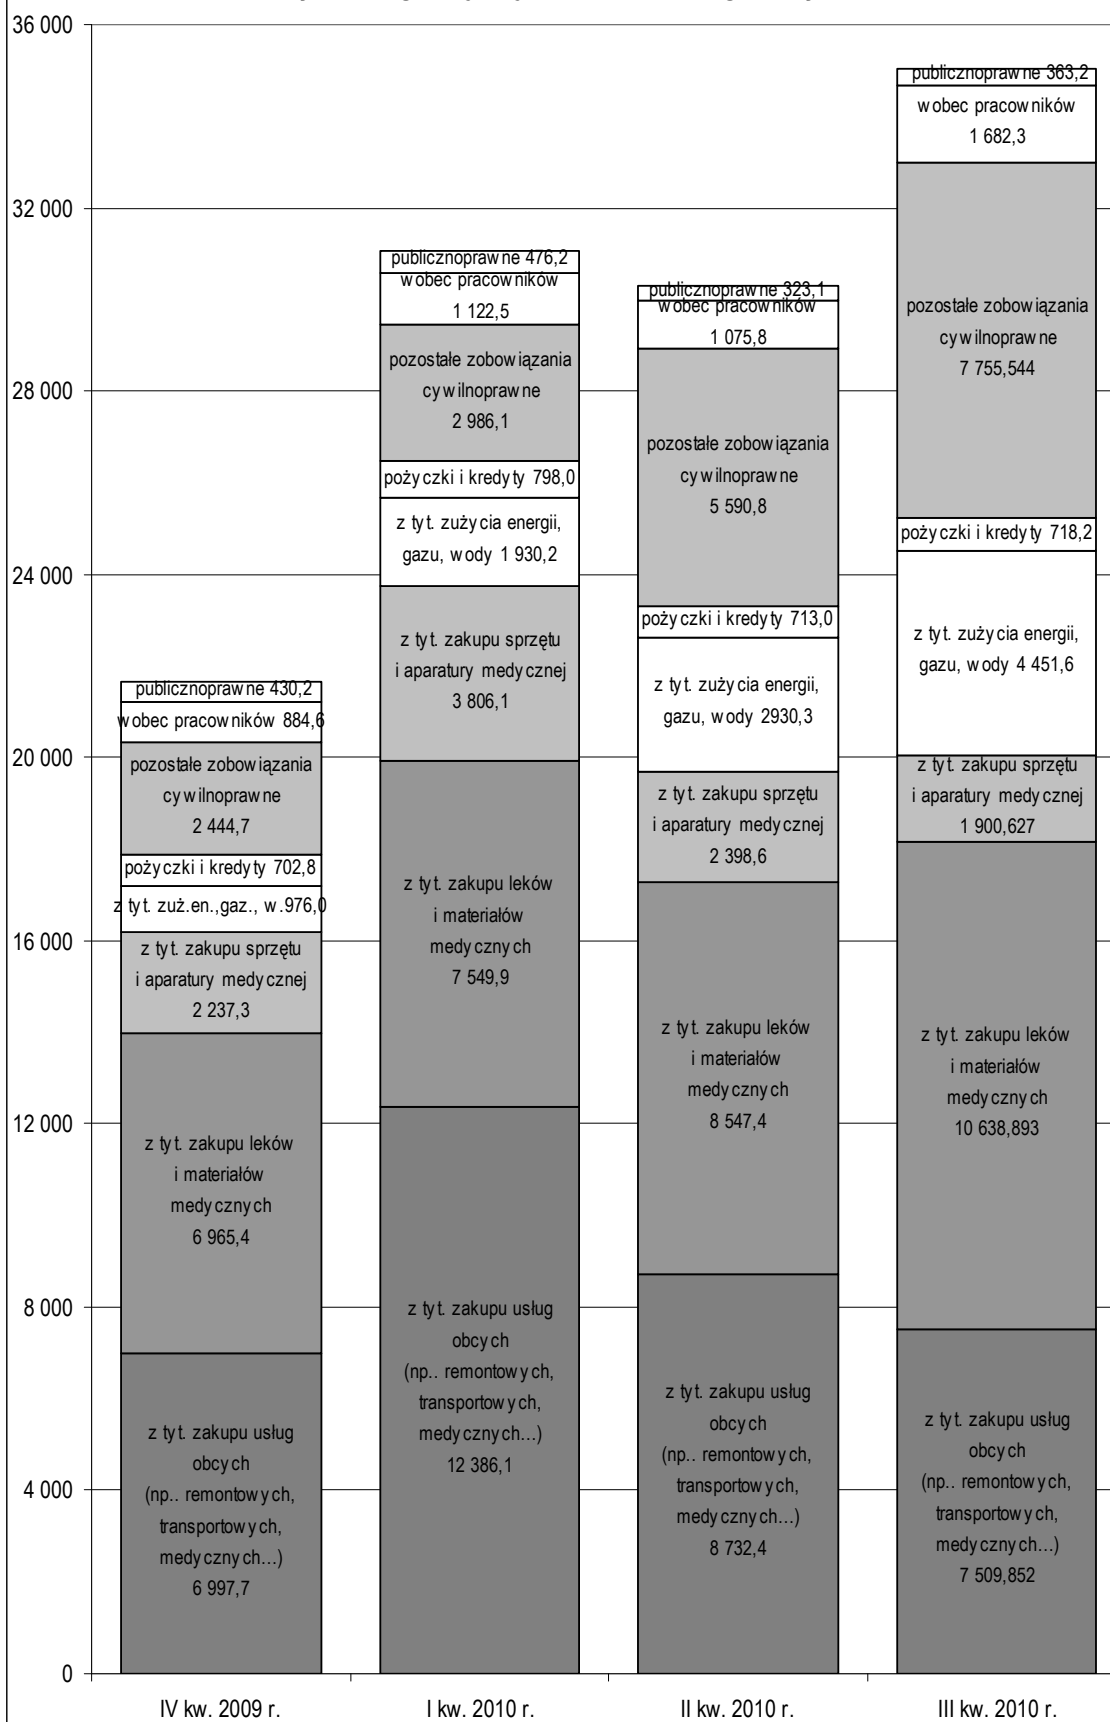 36 000
32 000
28 000
24 000
20 000
16 000
12 000
8 000
4 000
0
publicznoprawne 430,2
wobec pracowników 884,6
pozostałe zobowiązania
cywilnoprawne
2 444,7
pożyczki i kredyty 702,8
z tyt. zuż.en.,gaz., w.976,0
z tyt. zakupu sprzętu
i aparatury medycznej
2 237,3
z tyt. zakupu leków
i materiałów
medycznych
6 965,4
z tyt. zakupu usług
obcych
(np.. remontowych,
transportowych,
medycznych...)
6 997,7
IV kw. 2009 r.
publicznoprawne 476,2
wobec pracowników
1 122,5
pozostałe zobowiązania
cywilnoprawne
2 986,1
pożyczki i kredyty 798,0
z tyt. zużycia energii,
gazu, wody 1 930,2
z tyt. zakupu sprzętu
i aparatury medycznej
3 806,1
z tyt. zakupu leków
i materiałów
medycznych
7 549,9
z tyt. zakupu usług
obcych
(np.. remontowych,
transportowych,
medycznych...)
12 386,1
I kw. 2010 r.
publicznoprawne 323,1
wobec pracowników
1 075,8
pozostałe zobowiązania
cywilnoprawne
5 590,8
pożyczki i kredyty 713,0
z tyt. zużycia energii,
gazu, wody 2930,3
z tyt. zakupu sprzętu
i aparatury medycznej
2 398,6
z tyt. zakupu leków
i materiałów
medycznych
8 547,4
z tyt. zakupu usług
obcych
(np.. remontowych,
transportowych,
medycznych...)
8 732,4
II kw. 2010 r.
publicznoprawne 363,2
wobec pracowników
1 682,3
pozostałe zobowiązania
cywilnoprawne
7 755,544
pożyczki i kredyty 718,2
z tyt. zużycia energii,
gazu, wody 4 451,6
z tyt. zakupu sprzętu
i aparatury medycznej
1 900,627
z tyt. zakupu leków
i materiałów
medycznych
10 638,893
z tyt. zakupu usług
obcych
(np.. remontowych,
transportowych,
medycznych...)
7 509,852
III kw. 2010 r.